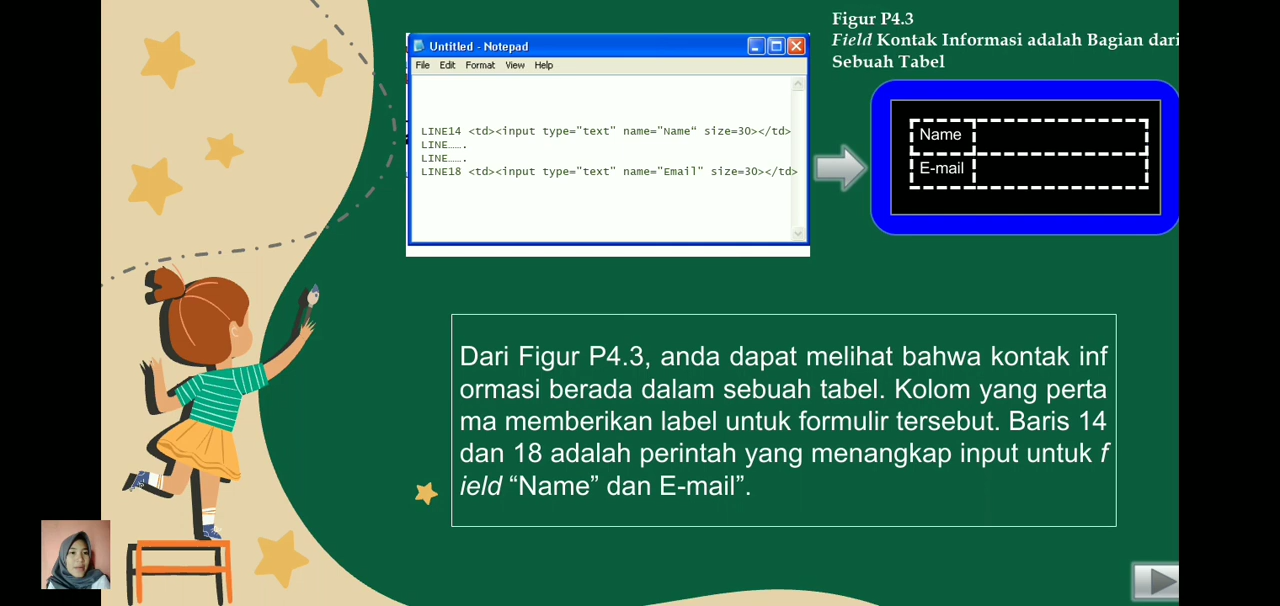 Figur P4.3
Field Kontak Informasi adalah Bagian dari
Sebuah Tabel
Untitled - Notepad
File Edit Format View Help
LINE14 <td><input type="text" name="Name“ size=30></td>
LINE…….
LINE…….
LINE18 <td><input type="text" name="Email" size=30></td>
Name
E-mail
Dari Figur P4.3, anda dapat melihat bahwa kontak inf
ormasi berada dalam sebuah tabel. Kolom yang perta
ma memberikan label untuk formulir tersebut. Baris 14
dan 18 adalah perintah yang menangkap input untuk f
ield “Name” dan E-mail”.